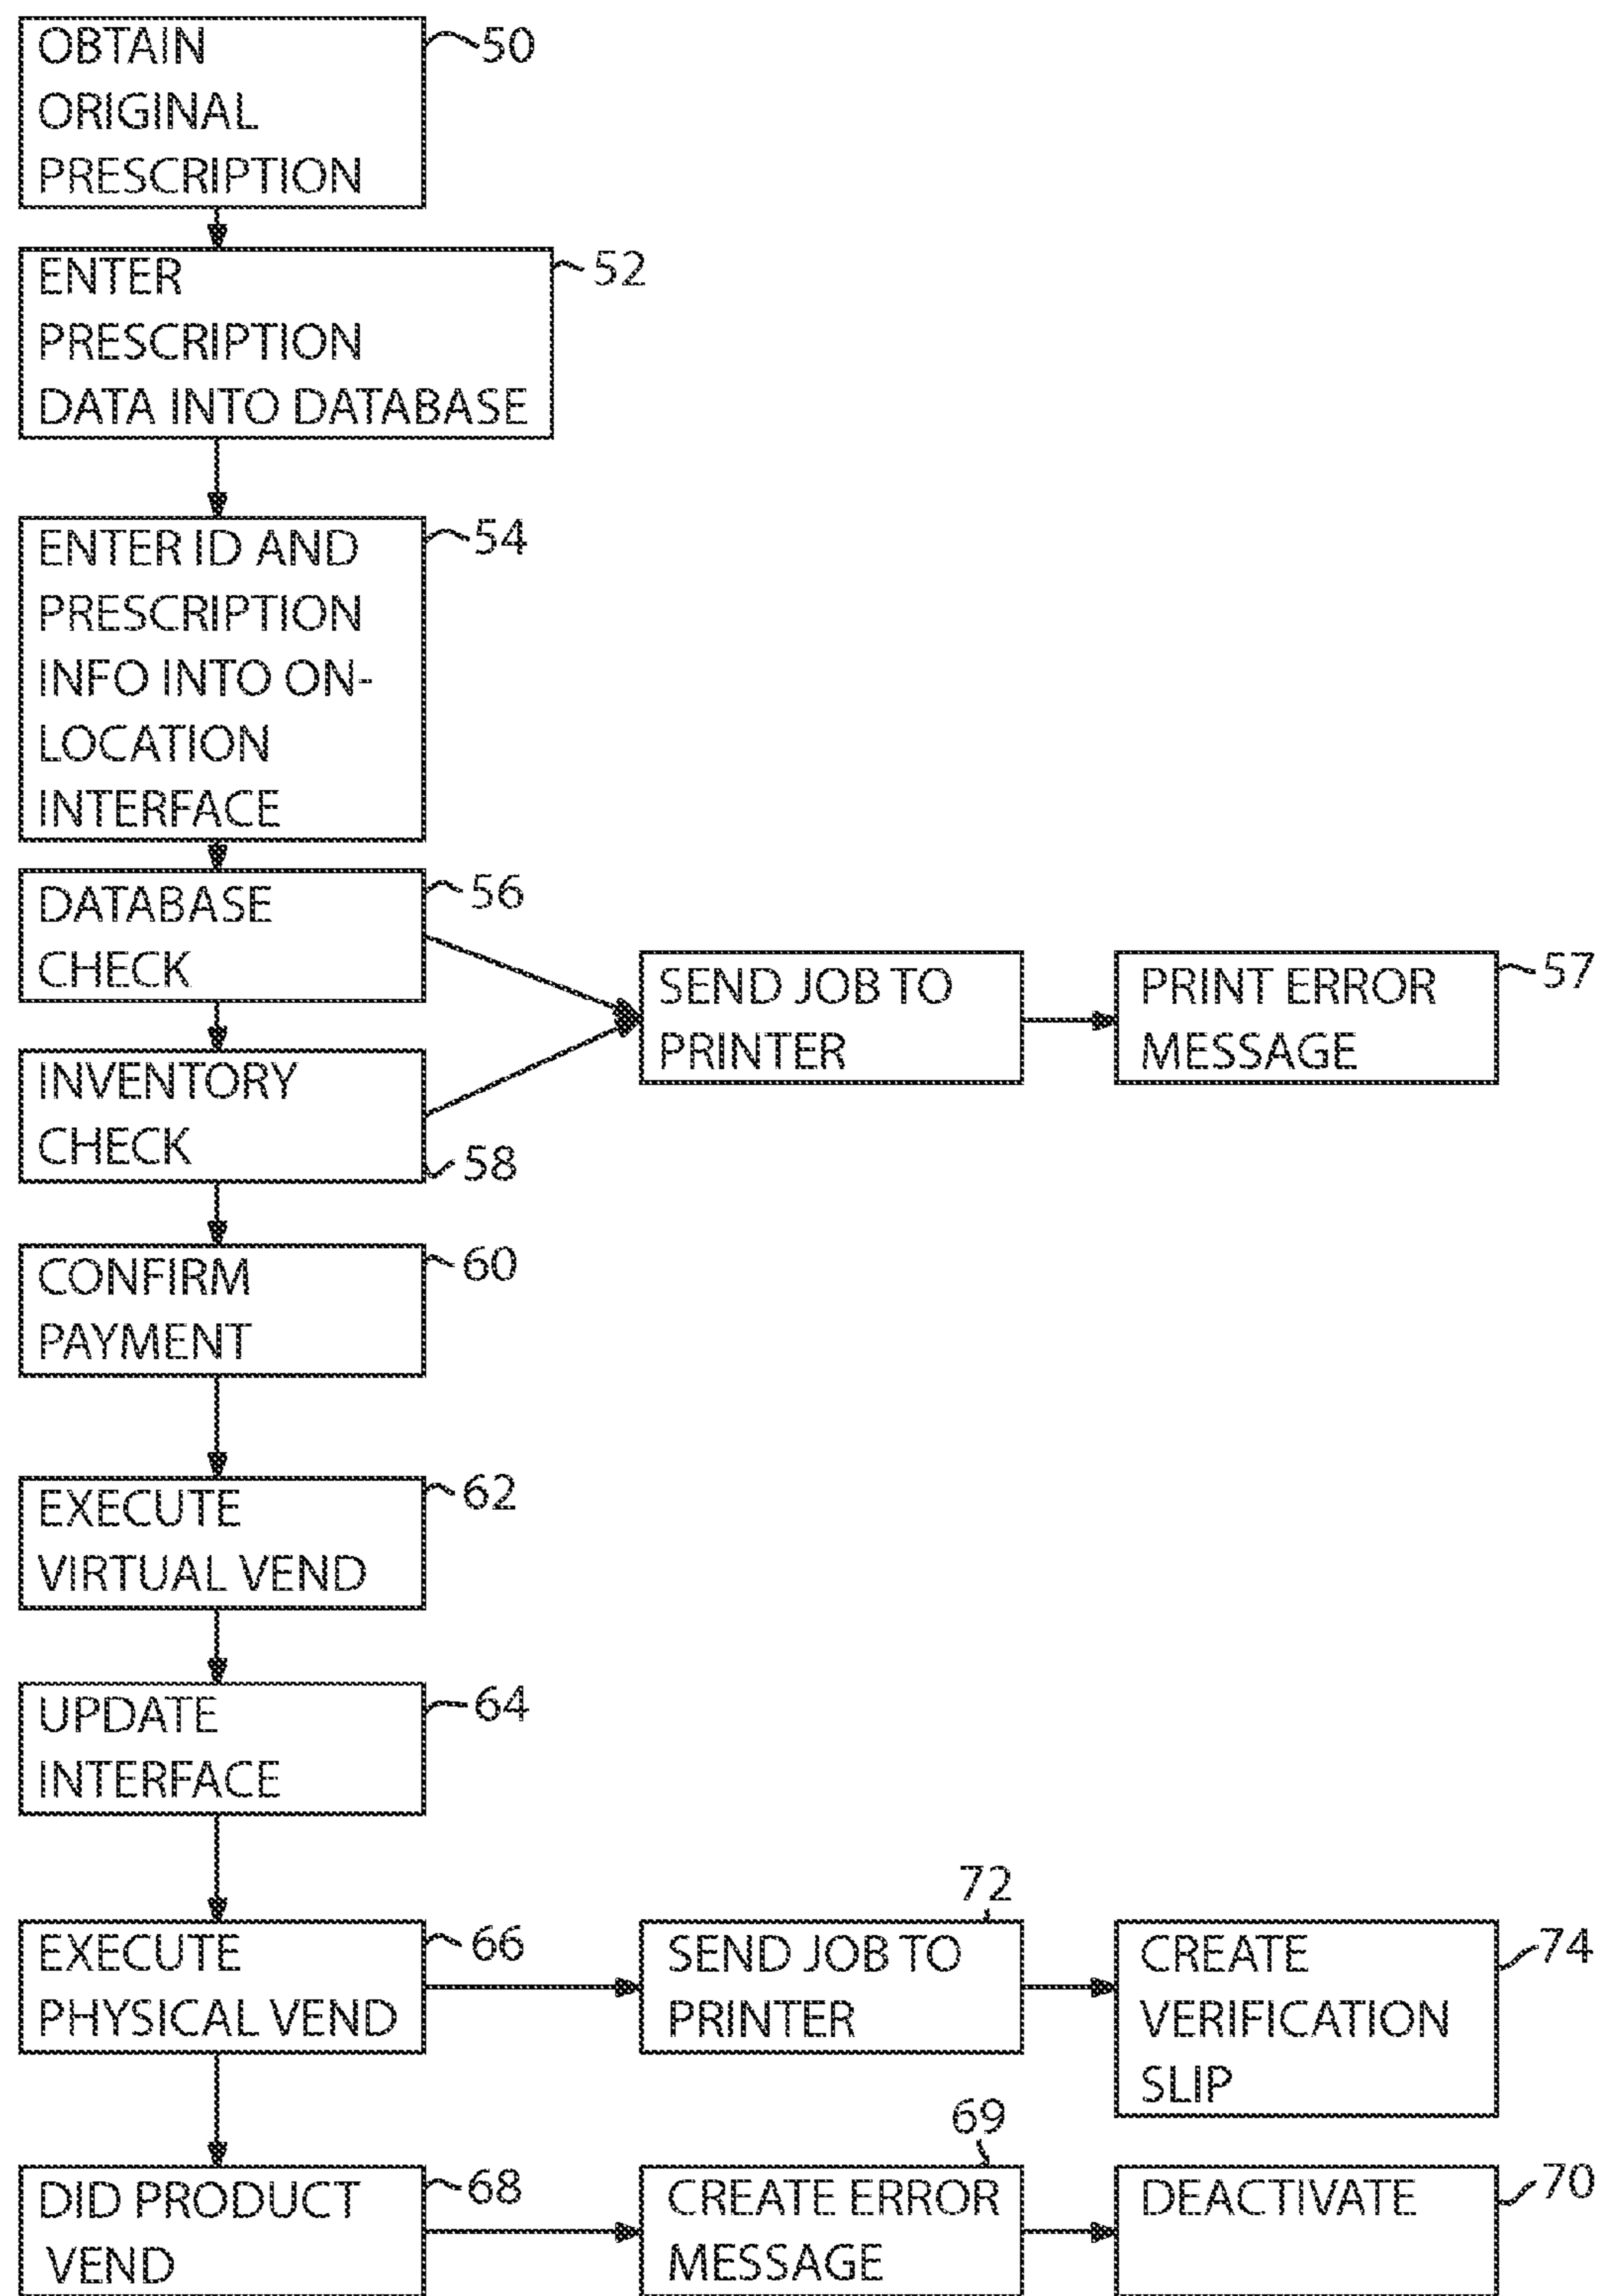 OBTAIN
ORIGINAL
PRESCRIPTION
50
ENTER
PRESCRIPTION
DATA INTO DATABASE
52
ENTER ID AND
PRESCRIPTION
INFO INTO ON-
LOCATION
INTERFACE
54
DATABASE
CHECK
56
SEND JOB TO
PRINTER
PRINT ERROR
MESSAGE
57
INVENTORY
CHECK
58
CONFIRM
PAYMENT
60
EXECUTE
VIRTUAL VEND
62
UPDATE
INTERFACE
64
EXECUTE
PHYSICAL VEND
66
72
SEND JOB TO
PRINTER
CREATE
VERIFICATION
SLIP
74
DID PRODUCT
VEND
68
69
CREATE ERROR
MESSAGE
DEACTIVATE
70